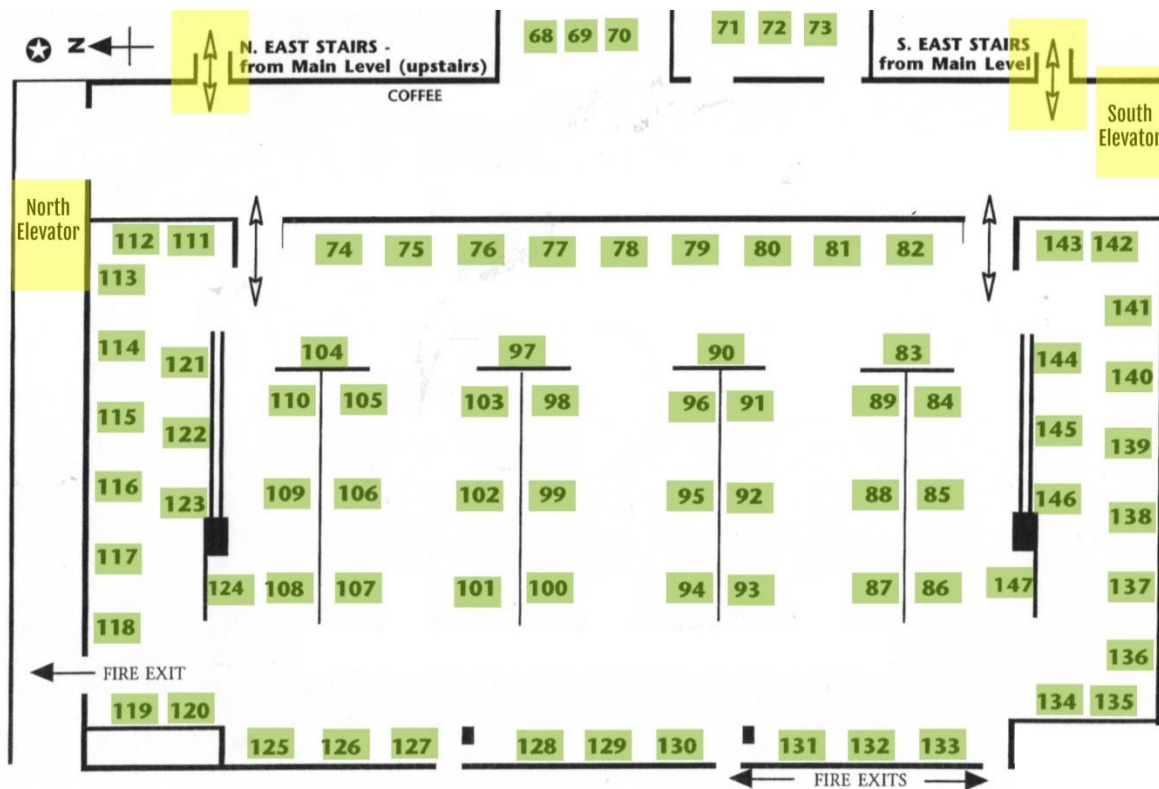 68 69 70
71 72 73
N
N. EAST STAIRS -
from Main Level (upstairs)
S. EAST STAIRS
from Main Level
COFFEE
South
Elevator
North
Elevator
112 111
74 75 76 77 78 79 80 81 82
143 142
113
141
114
121
104
97
90
83
144
140
110 105
103 98
96 91
89 84
115
122
145
139
116
123
109 106
102 99
95 92
88 85
146
138
117
124
108 107
101 100
94 93
87 86
147
137
118
136
FIRE EXIT
119 120
134 135
125 126 127
128 129 130
131 132 133
FIRE EXITS